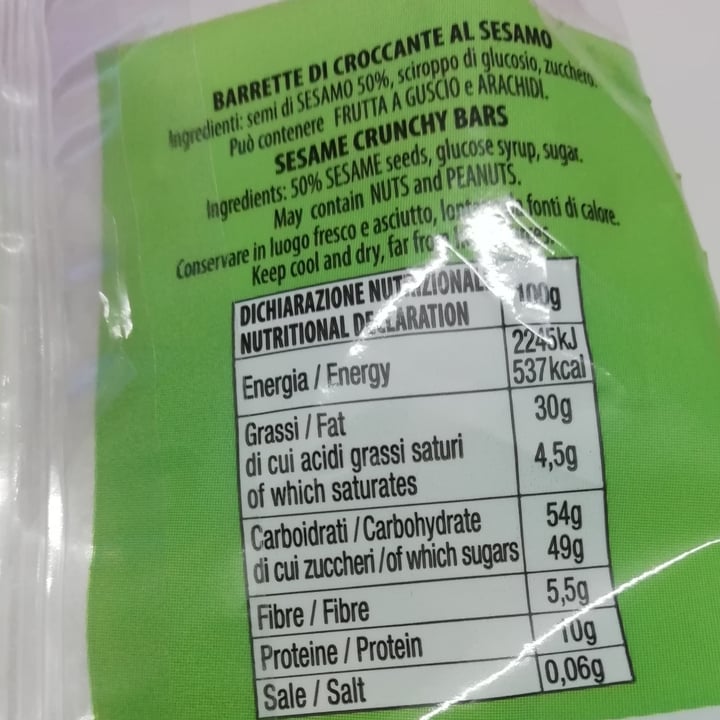 BARRETTE DI CROCCANTE AL SESAMO
Ingredienti: semi di SESAMO 50%, sciroppo di glucosio, zucchero.
Può contenere FRUTTA A GUSCIO e ARACHIDI.
SESAME CRUNCHY BARS
Ingredients: 50% SESAME seeds, glucose syrup, sugar.
May contain NUTS and PEANUTS.
Conservare in luogo fresco e asciutto, fonti di calore.
Keep cool and dry, far from
DICHIARAZIONE NUTRIZIONALE 100g
NUTRITIONAL DECLARATION
Energia / Energy 2245kJ
537kcal
Grassi / Fat 30g
di cui acidi grassi saturi 4,5g
of which saturates
Carboidrati / Carbohydrate 54g
di cui zuccheri / of which sugars 49g
Fibre / Fibre 5,5g
Proteine / Protein 10g
Sale / Salt 0,06g